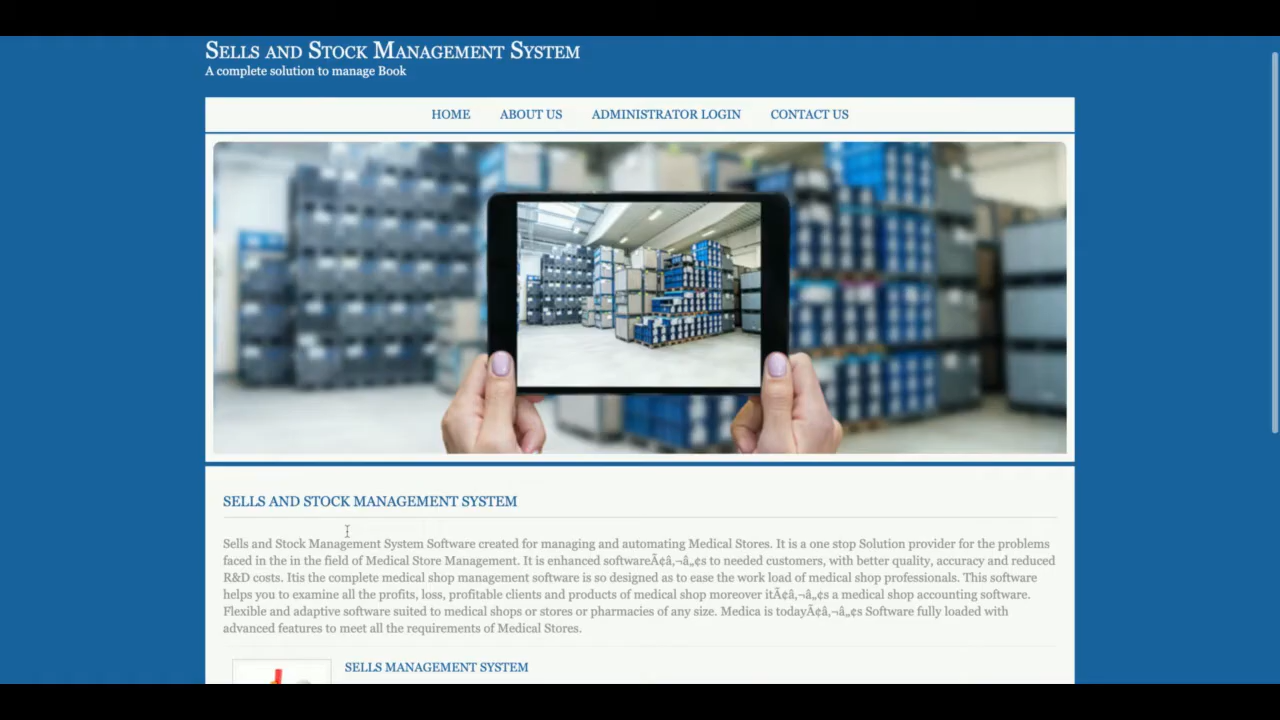 Sells and Stock Management System
A complete solution to manage Book
HOME ABOUT US ADMINISTRATOR LOGIN CONTACT US
SELLS AND STOCK MANAGEMENT SYSTEM
Sells and Stock Management System Software created for managing and automating Medical Stores. It is a one stop Solution provider for the problems
faced in the in the field of Medical Store Management. It is enhanced softwareÃ¢â‚¬â„¢s to needed customers, with better quality, accuracy and reduced
R&D costs. Itis the complete medical shop management software is so designed as to ease the work load of medical shop professionals. This software
helps you to examine all the profits, loss, profitable clients and products of medical shop moreover itÃ¢â‚¬â„¢s a medical shop accounting software.
Flexible and adaptive software suited to medical shops or stores or pharmacies of any size. Medica is todayÃ¢â‚¬â„¢s Software fully loaded with
advanced features to meet all the requirements of Medical Stores.
SELLS MANAGEMENT SYSTEM